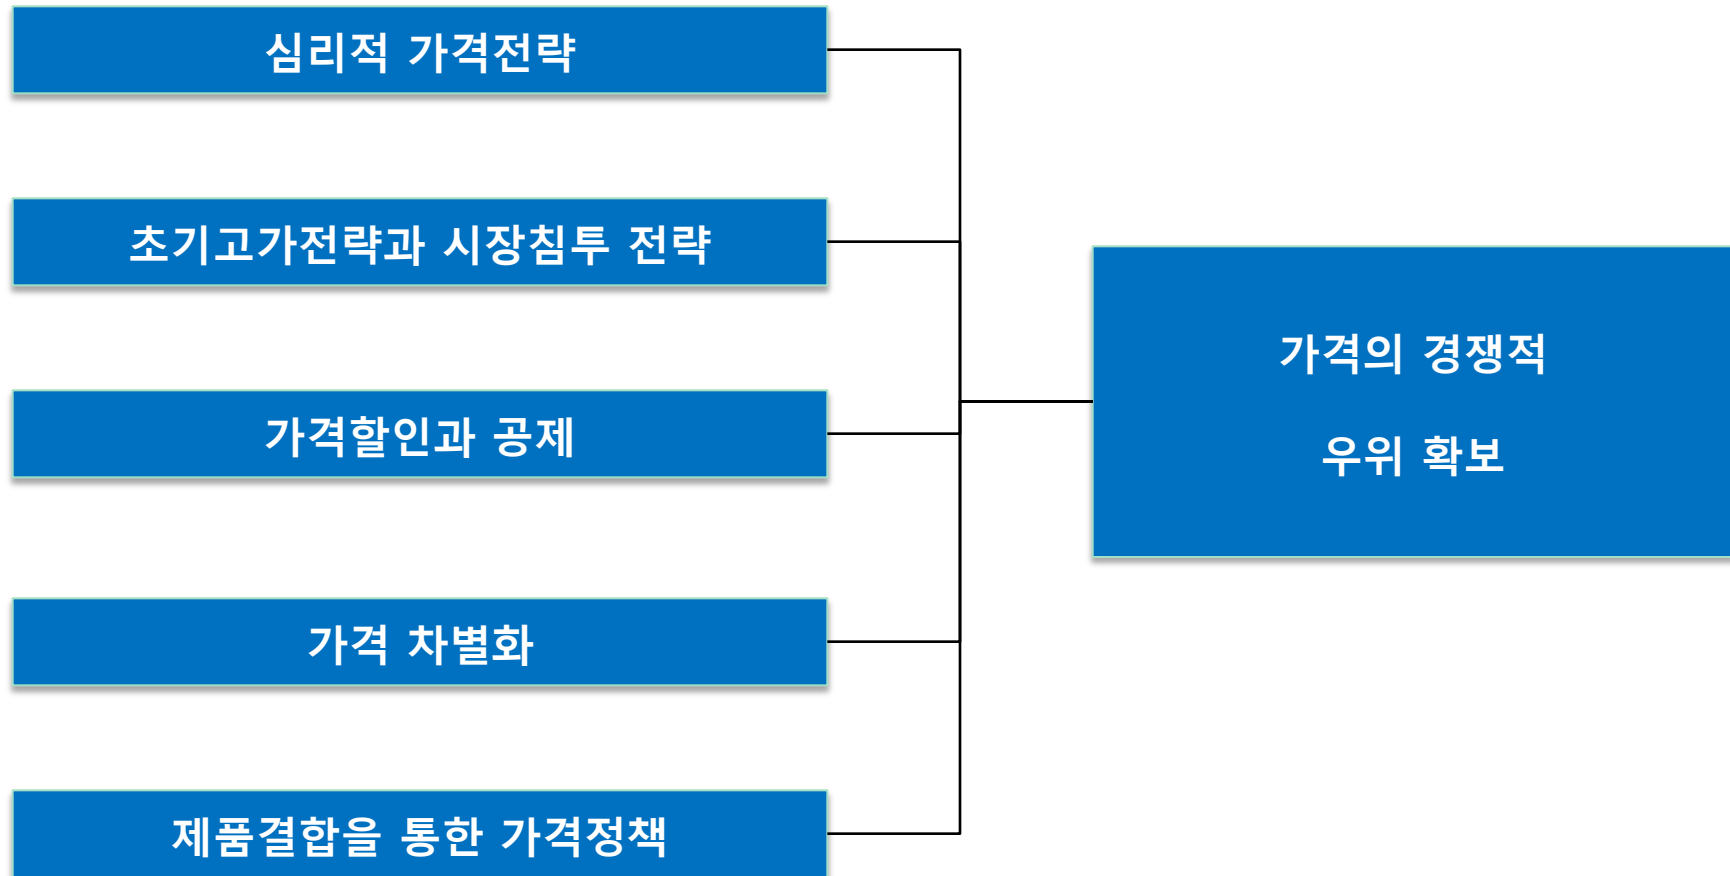 심리적 가격전략
초기고가전략과 시장침투 전략
가격할인과 공제
가격 차별화
제품결합을 통한 가격정책
가격의 경쟁적
우위 확보